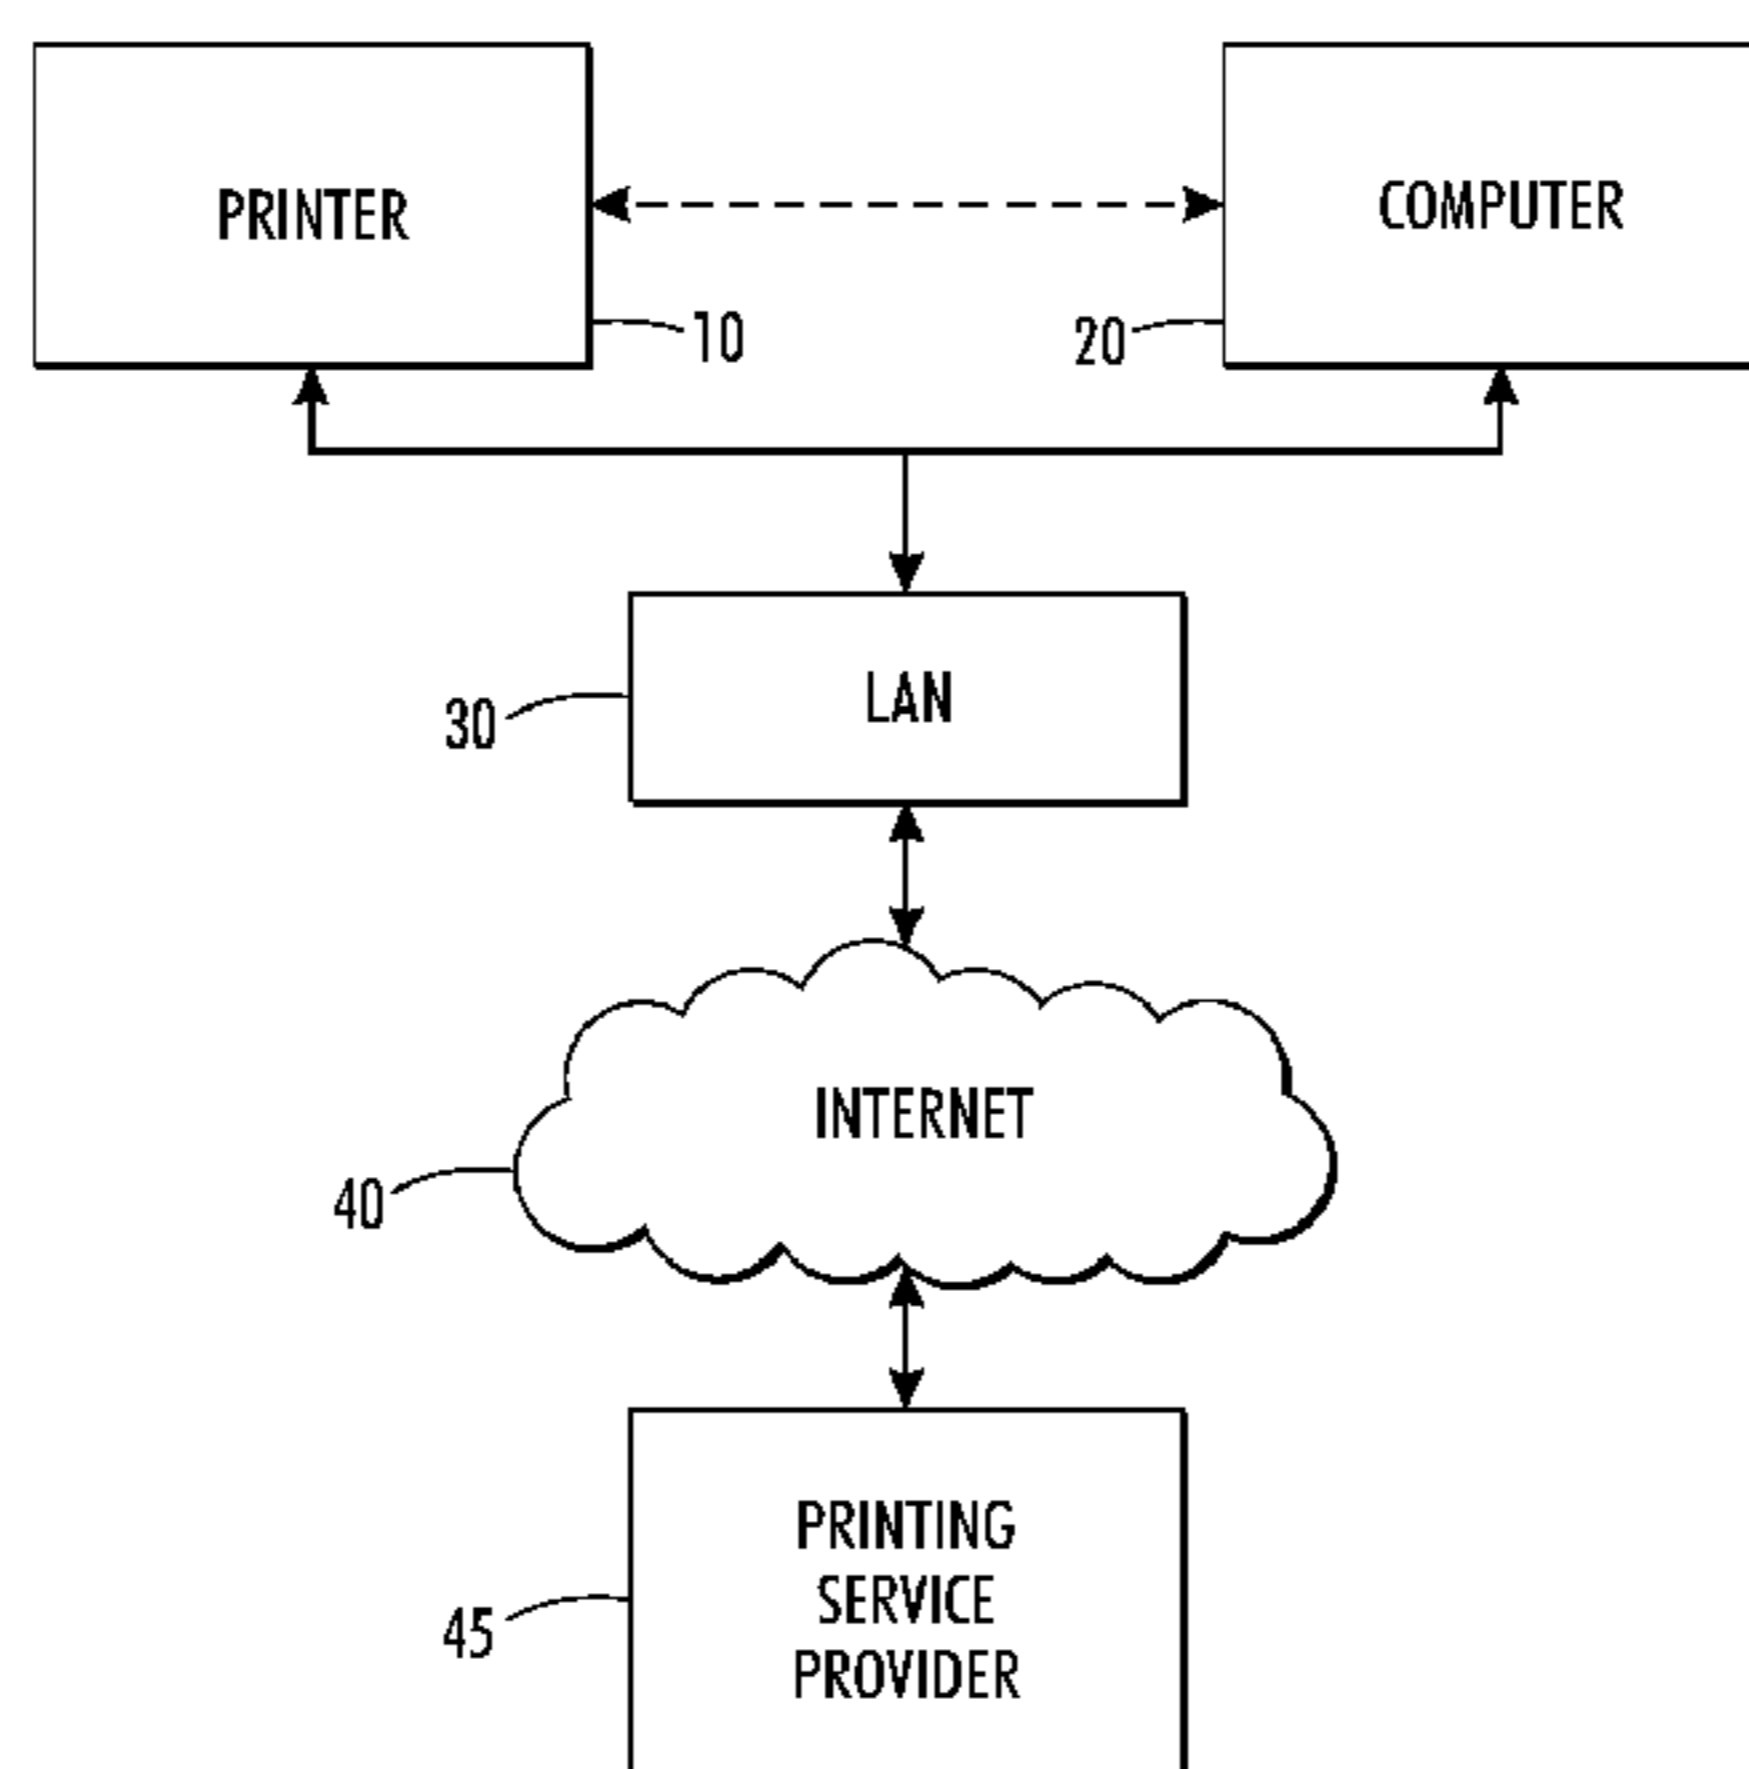 PRINTER
COMPUTER
10
20
LAN
30
INTERNET
40
PRINTING
SERVICE
PROVIDER
45